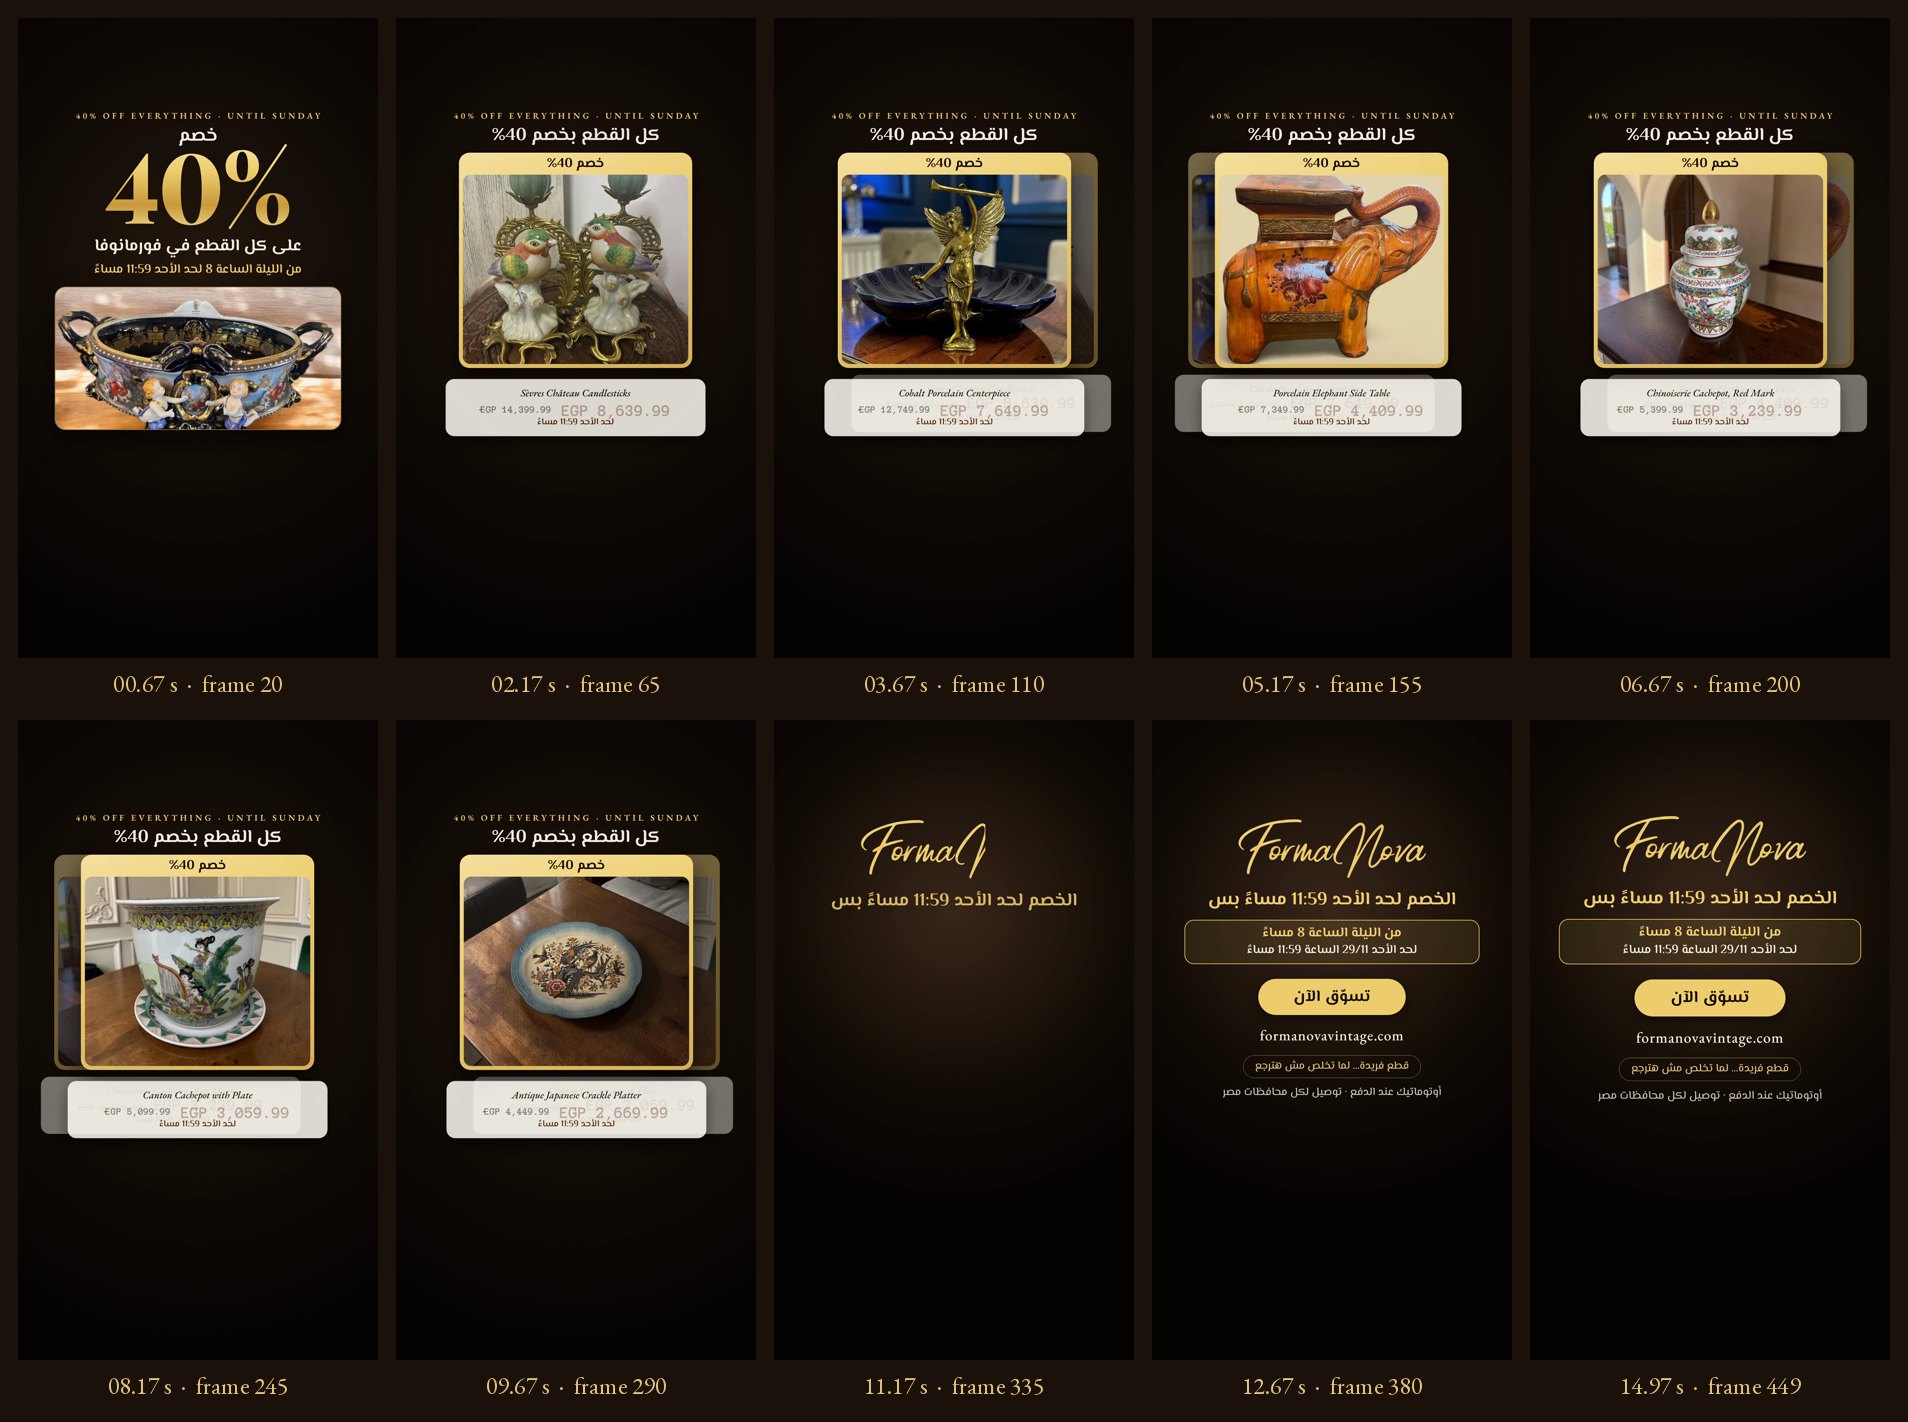 40% OFF EVERYTHING · UNTIL SUNDAY
خصم
40%
على كل القطع في فورمانوفا
من الليلة الساعة 8 لحد الأحد 11:59 مساءً
00.67 s · frame 20
40% OFF EVERYTHING · UNTIL SUNDAY
كل القطع بخصم 40%
خصم 40%
Sèvres Château Candlesticks
EGP 14,399.99 EGP 8,639.99
لحد الأحد 11:59 مساءً
02.17 s · frame 65
40% OFF EVERYTHING · UNTIL SUNDAY
كل القطع بخصم 40%
خصم 40%
Cobalt Porcelain Centerpiece
EGP 12,749.99 EGP 7,649.99
لحد الأحد 11:59 مساءً
03.67 s · frame 110
40% OFF EVERYTHING · UNTIL SUNDAY
كل القطع بخصم 40%
خصم 40%
Porcelain Elephant Side Table
EGP 7,349.99 EGP 4,409.99
لحد الأحد 11:59 مساءً
05.17 s · frame 155
40% OFF EVERYTHING · UNTIL SUNDAY
كل القطع بخصم 40%
خصم 40%
Chinoiserie Cachepot, Red Mark
EGP 5,399.99 EGP 3,239.99
لحد الأحد 11:59 مساءً
06.67 s · frame 200
40% OFF EVERYTHING · UNTIL SUNDAY
كل القطع بخصم 40%
خصم 40%
Canton Cachepot with Plate
EGP 5,099.99 EGP 3,059.99
لحد الأحد 11:59 مساءً
08.17 s · frame 245
40% OFF EVERYTHING · UNTIL SUNDAY
كل القطع بخصم 40%
خصم 40%
Antique Japanese Crackle Platter
EGP 4,449.99 EGP 2,669.99
لحد الأحد 11:59 مساءً
09.67 s · frame 290
Forma
الخصم لحد الأحد 11:59 مساءً بس
11.17 s · frame 335
FormaNova
الخصم لحد الأحد 11:59 مساءً بس
من الليلة الساعة 8 مساءً
لحد الأحد 29/11 الساعة 11:59 مساءً
تسوّق الآن
formanovavintage.com
قطع فريدة... لما تخلص مش هترجع
أوتوماتيك عند الدفع · توصيل لكل محافظات مصر
12.67 s · frame 380
FormaNova
الخصم لحد الأحد 11:59 مساءً بس
من الليلة الساعة 8 مساءً
لحد الأحد 29/11 الساعة 11:59 مساءً
تسوّق الآن
formanovavintage.com
قطع فريدة... لما تخلص مش هترجع
أوتوماتيك عند الدفع · توصيل لكل محافظات مصر
14.97 s · frame 449